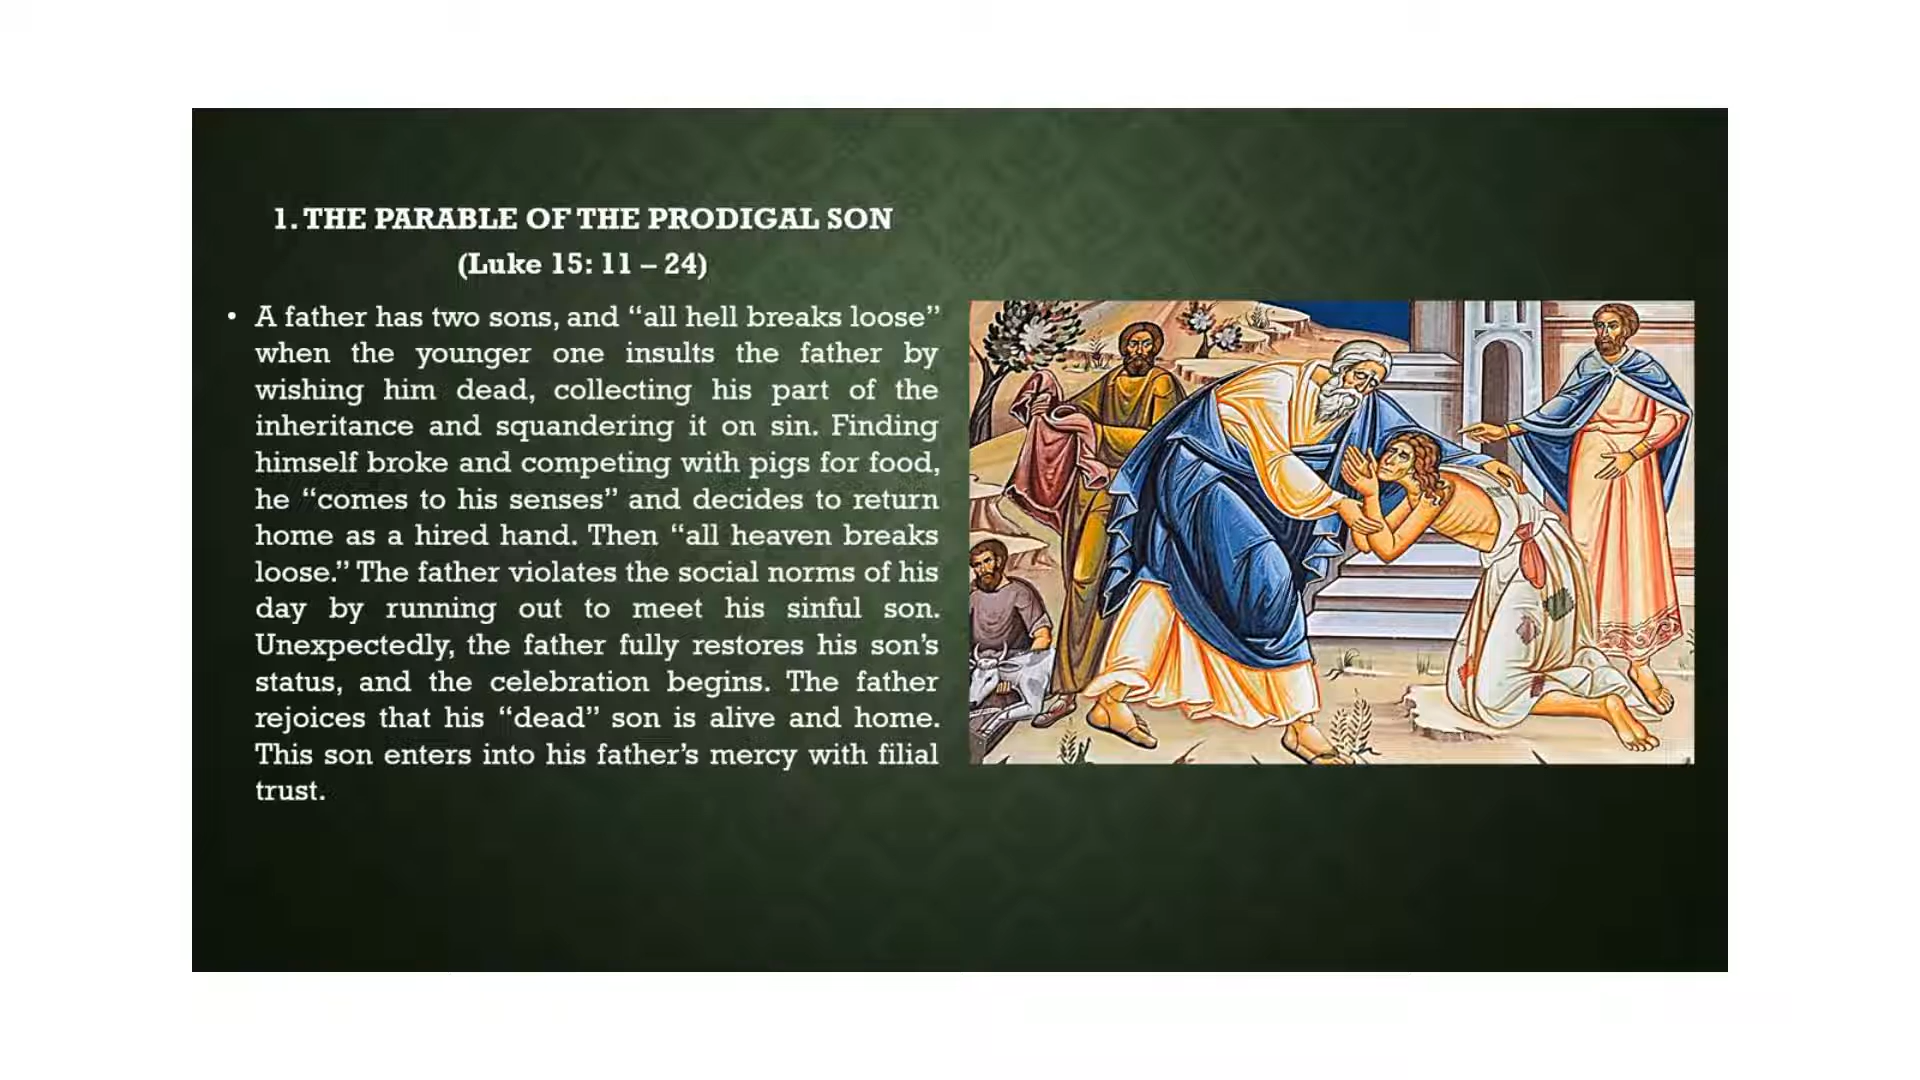 1. THE PARABLE OF THE PRODIGAL SON
(Luke 15: 11 – 24)
• A father has two sons, and “all hell breaks loose”
when the younger one insults the father by
wishing him dead, collecting his part of the
inheritance and squandering it on sin. Finding
himself broke and competing with pigs for food,
he “comes to his senses” and decides to return
home as a hired hand. Then “all heaven breaks
loose.” The father violates the social norms of his
day by running out to meet his sinful son.
Unexpectedly, the father fully restores his son’s
status, and the celebration begins. The father
rejoices that his “dead” son is alive and home.
This son enters into his father’s mercy with filial
trust.